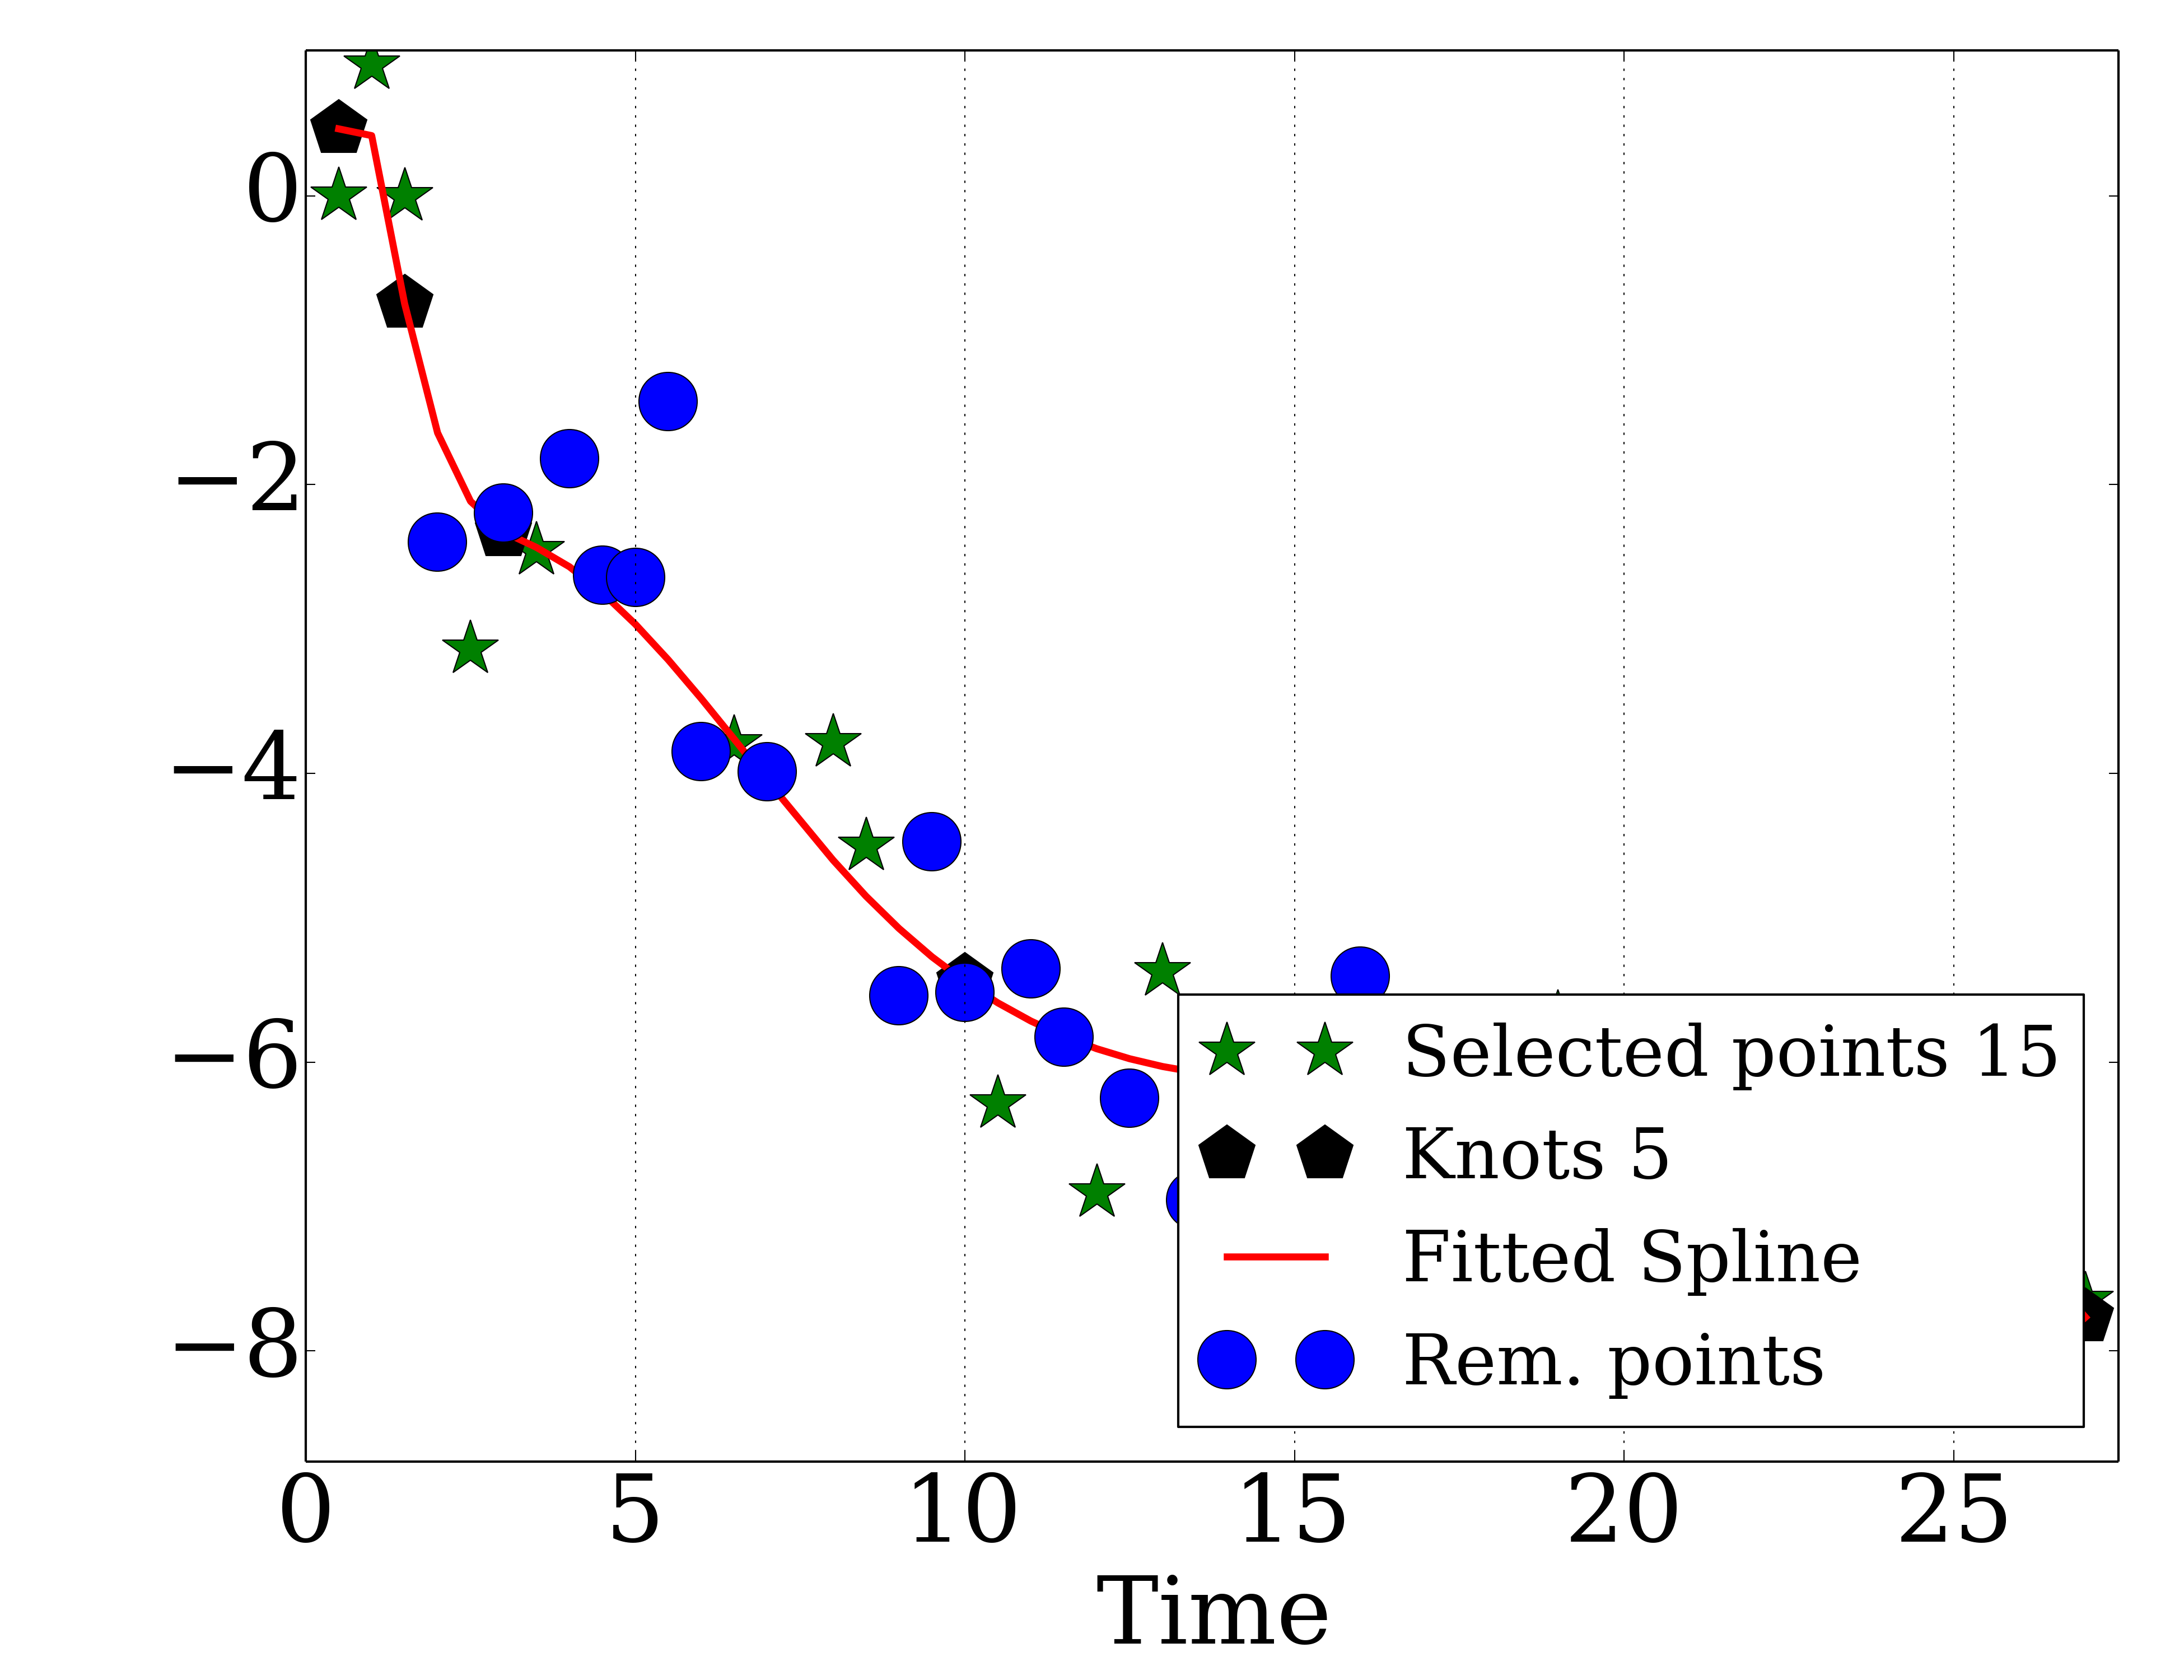 0
−2
−4
−6
−8
Selected points 15
Knots 5
Fitted Spline
Rem. points
0 5 10 15 20 25
Time